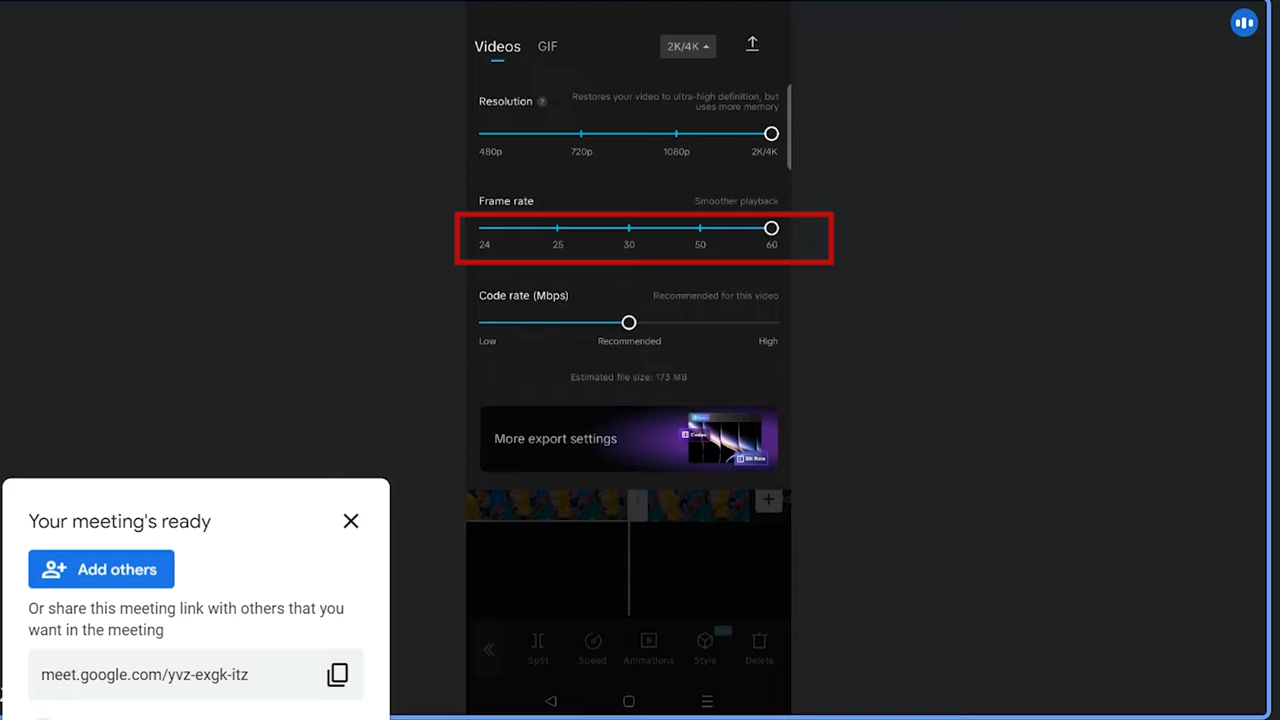 Videos GIF 2K/4K
Resolution ? Restores your video to ultra-high definition, but
uses more memory
480p 720p 1080p 2K/4K
Frame rate Smoother playback
24 25 30 50 60
Code rate (Mbps) Recommended for this video
Low Recommended High
Estimated file size: 173 MB
More export settings
Codec
Bit Rate
Split Speed Animations Style Delete
Your meeting's ready
Add others
Or share this meeting link with others that you
want in the meeting
meet.google.com/yvz-exgk-itz